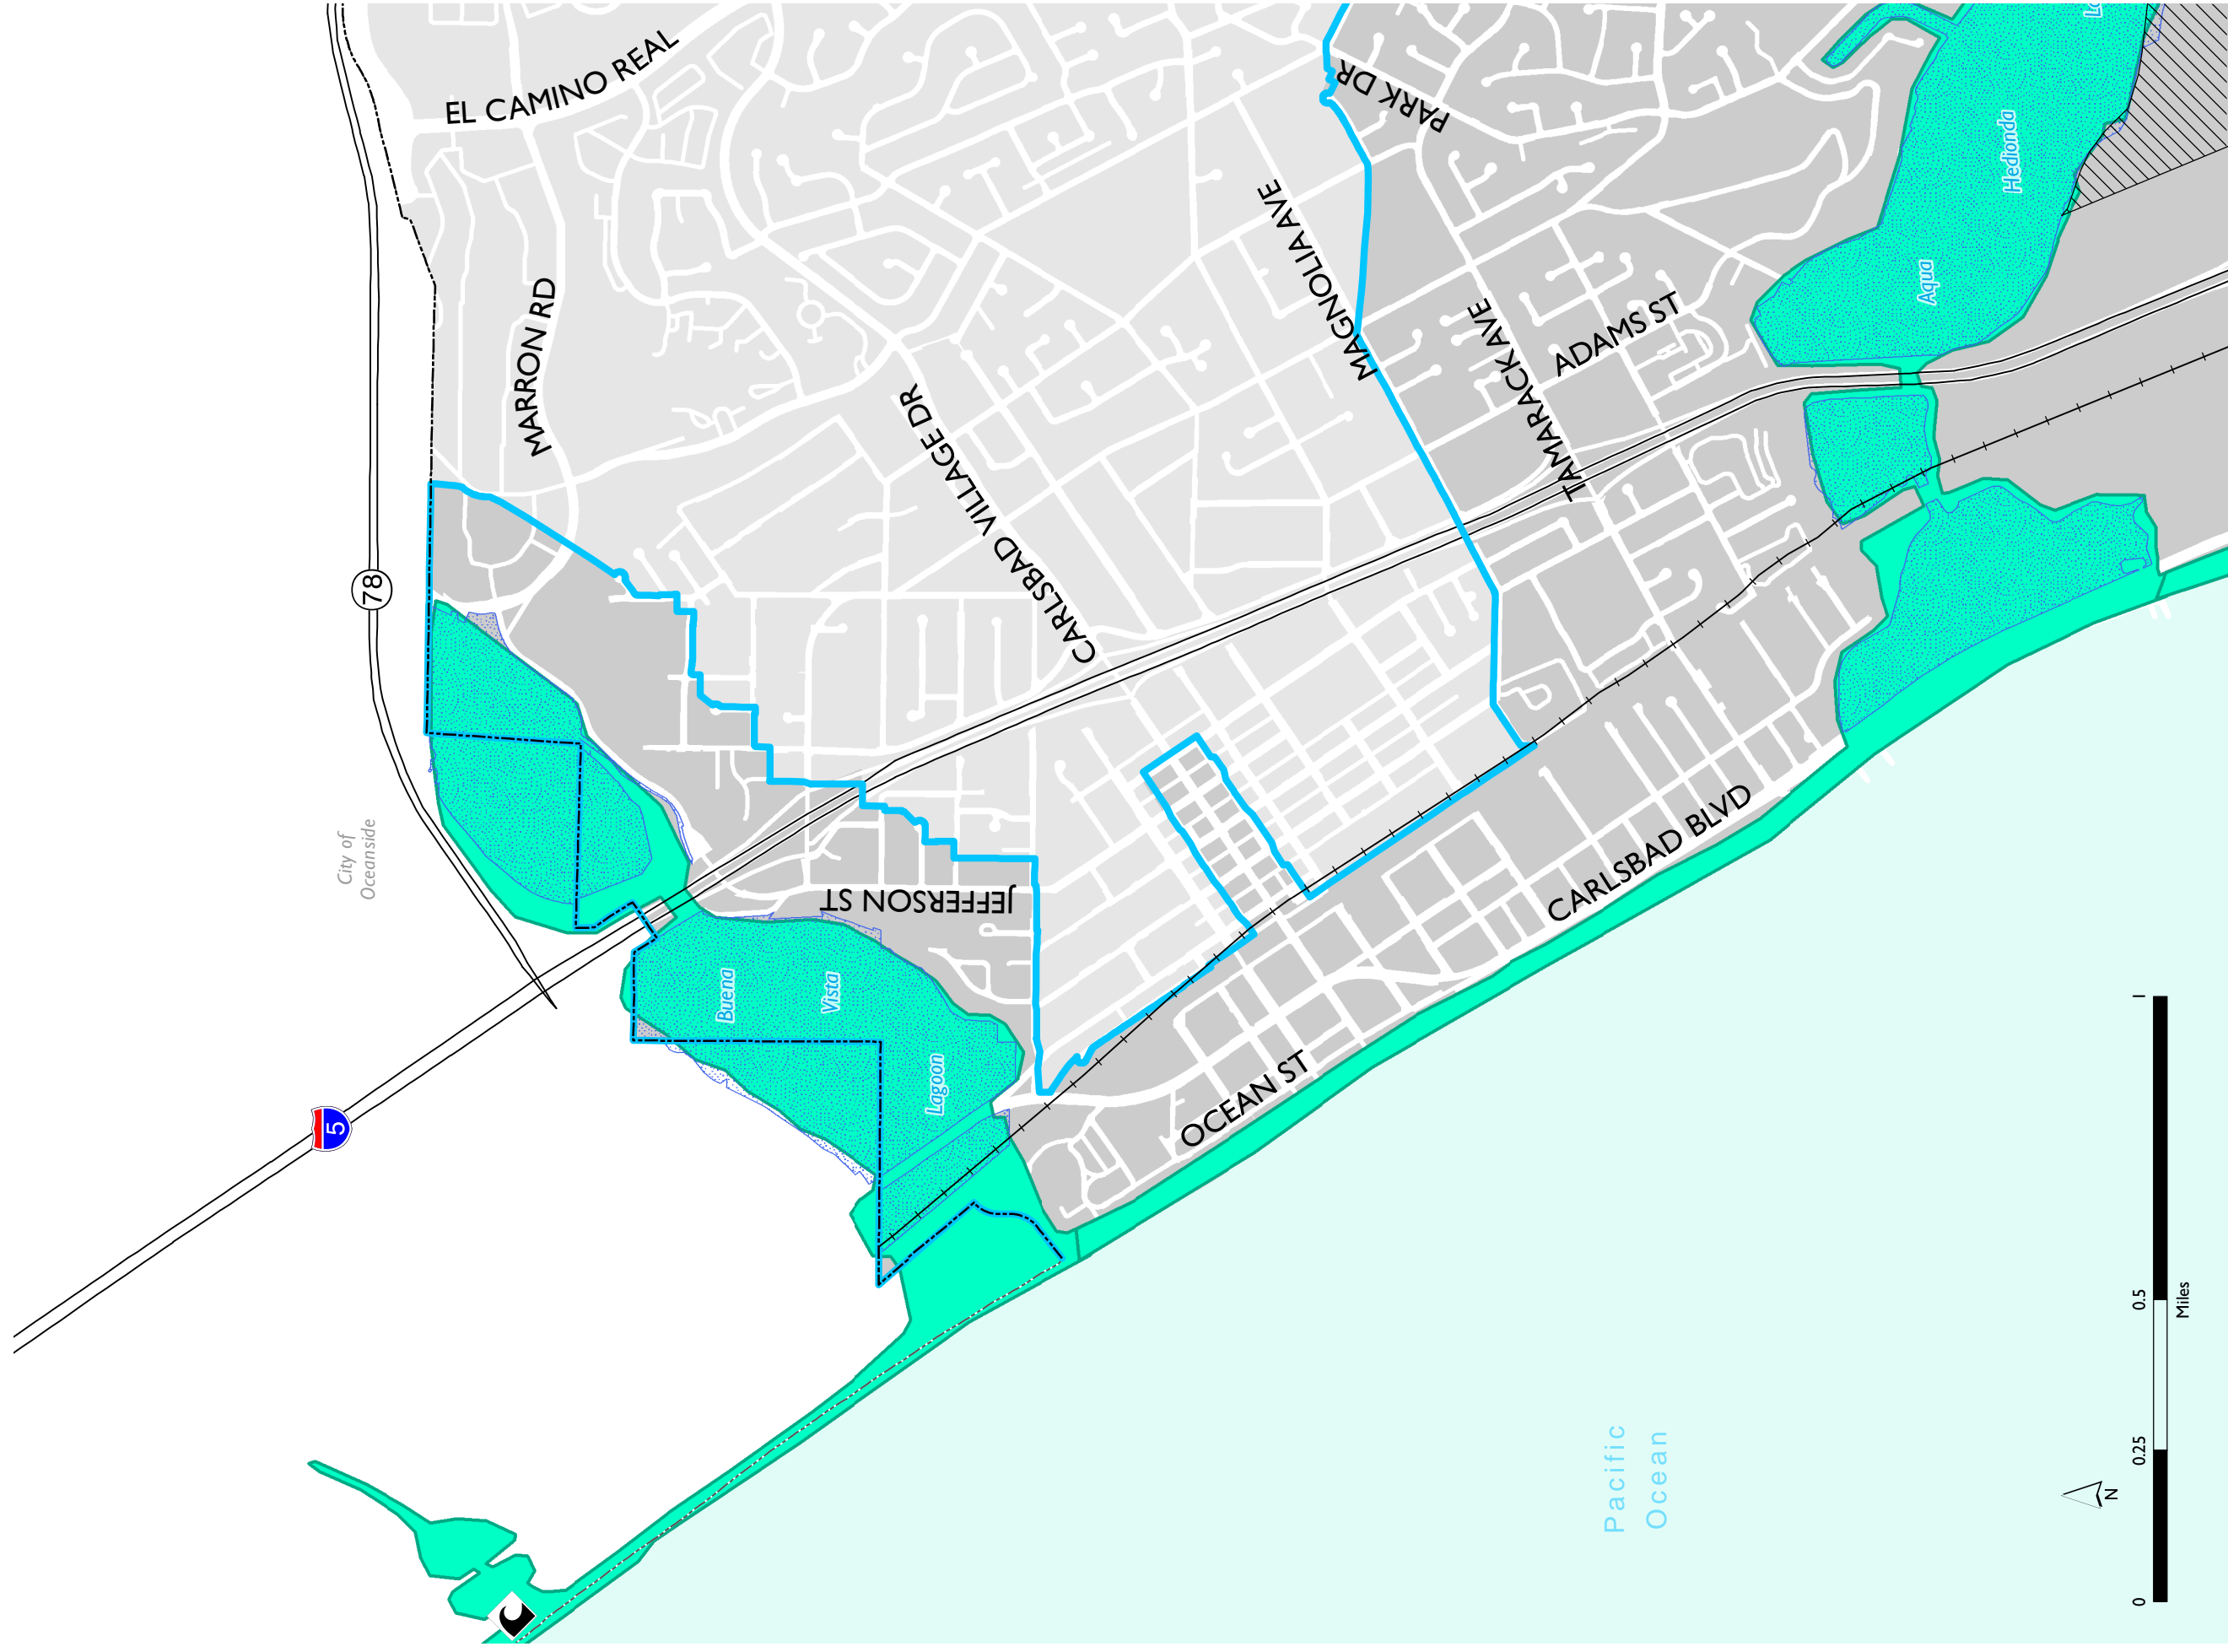 EL CAMINO REAL
PARK DR
MARRON RD
MAGNOLIA AVE
Hedionda
Aqua
TAMARACK AVE
ADAMS ST
CARLSBAD VILLAGE DR
78
City of
Oceanside
JEFFERSON ST
CARLSBAD BLVD
Buena
Vista
Lagoon
OCEAN ST
5
Pacific
Ocean
N
0
0.25
0.5
1
Miles